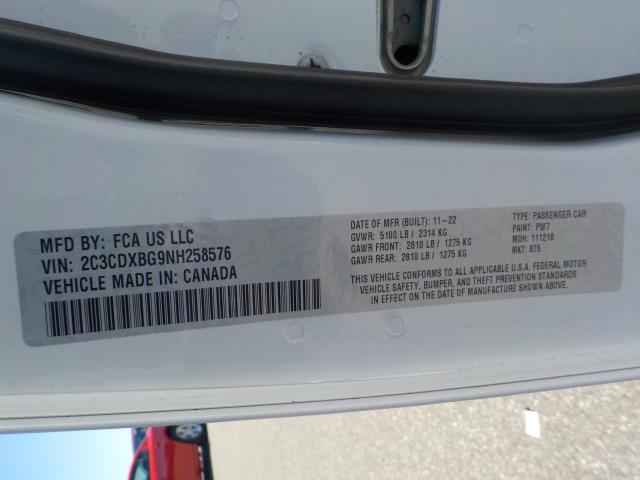 MFD BY: FCA US LLC
VIN: 2C3CDXBG9NH258576
VEHICLE MADE IN: CANADA
DATE OF MFR (BUILT): 11-22
GVWR: 5100 LB / 2314 KG
GAWR FRONT: 2810 LB / 1275 KG
GAWR REAR: 2810 LB / 1275 KG
TYPE: PASSENGER CAR
PAINT: PW7
MDH: 111218
MKT: B75
THIS VEHICLE CONFORMS TO ALL APPLICABLE U.S.A. FEDERAL MOTOR
VEHICLE SAFETY, BUMPER, AND THEFT PREVENTION STANDARDS
IN EFFECT ON THE DATE OF MANUFACTURE SHOWN ABOVE.